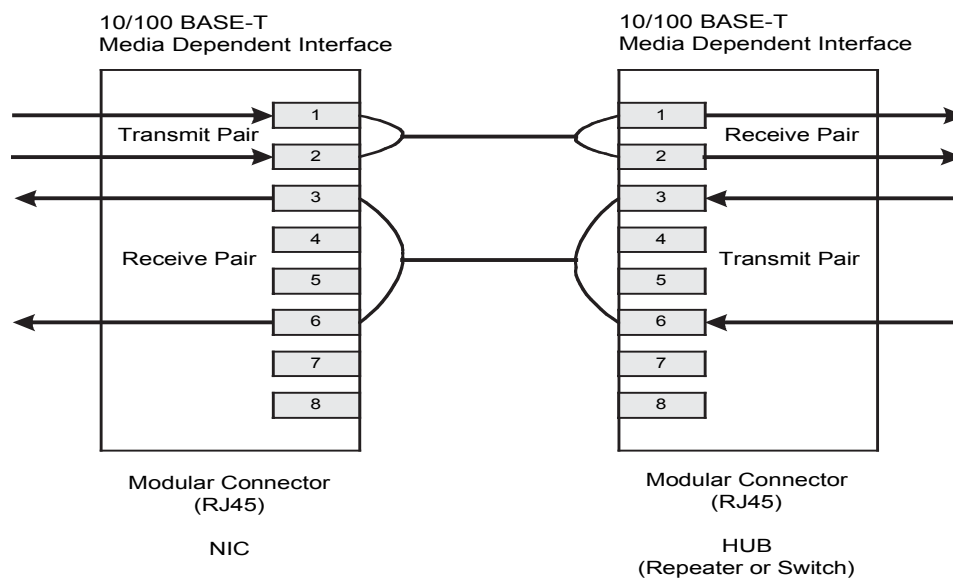 10/100 BASE-T
Media Dependent Interface
1
Transmit Pair
2
3
4
Receive Pair
5
6
7
8
Modular Connector
(RJ45)
NIC
10/100 BASE-T
Media Dependent Interface
1
Receive Pair
2
3
4
Transmit Pair
5
6
7
8
Modular Connector
(RJ45)
HUB
(Repeater or Switch)